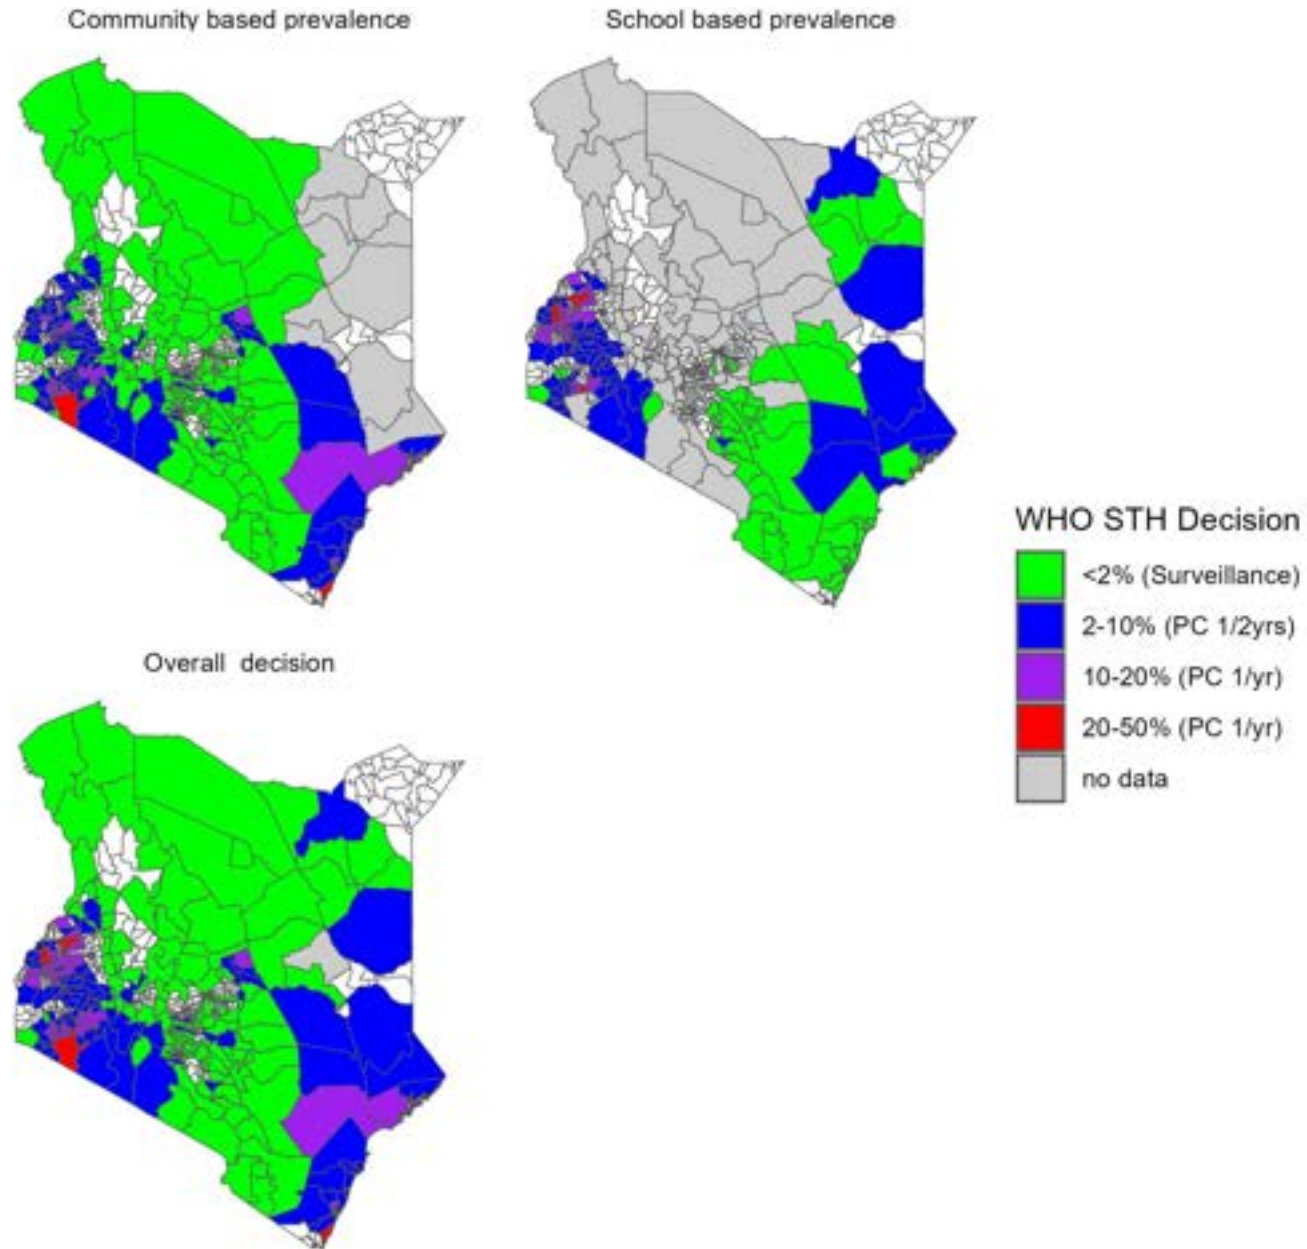 Community based prevalence
School based prevalence
Overall decision
WHO STH Decision
<2% (Surveillance)
2-10% (PC 1/2yrs)
10-20% (PC 1/yr)
20-50% (PC 1/yr)
no data